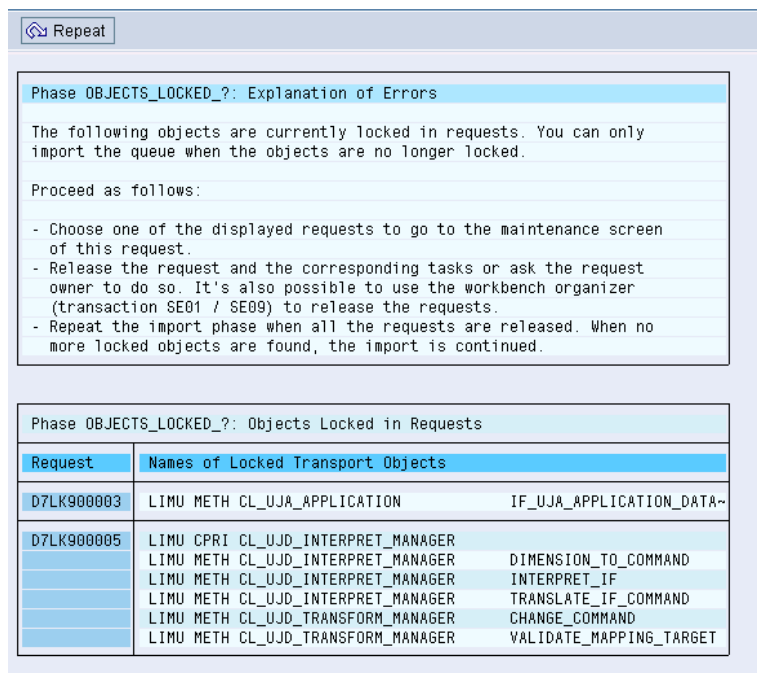 Repeat
Phase OBJECTS_LOCKED_?: Explanation of Errors
The following objects are currently locked in requests. You can only
import the queue when the objects are no longer locked.
Proceed as follows:
- Choose one of the displayed requests to go to the maintenance screen
of this request.
- Release the request and the corresponding tasks or ask the request
owner to do so. It's also possible to use the workbench organizer
(transaction SE01 / SE09) to release the requests.
- Repeat the import phase when all the requests are released. When no
more locked objects are found, the import is continued.
Phase OBJECTS_LOCKED_?: Objects Locked in Requests
Request Names of Locked Transport Objects
D7LK900003 LIMU METH CL_UJA_APPLICATION IF_UJA_APPLICATION_DATA~
D7LK900005 LIMU CPRI CL_UJD_INTERPRET_MANAGER
LIMU METH CL_UJD_INTERPRET_MANAGER DIMENSION_TO_COMMAND
LIMU METH CL_UJD_INTERPRET_MANAGER INTERPRET_IF
LIMU METH CL_UJD_INTERPRET_MANAGER TRANSLATE_IF_COMMAND
LIMU METH CL_UJD_TRANSFORM_MANAGER CHANGE_COMMAND
LIMU METH CL_UJD_TRANSFORM_MANAGER VALIDATE_MAPPING_TARGET